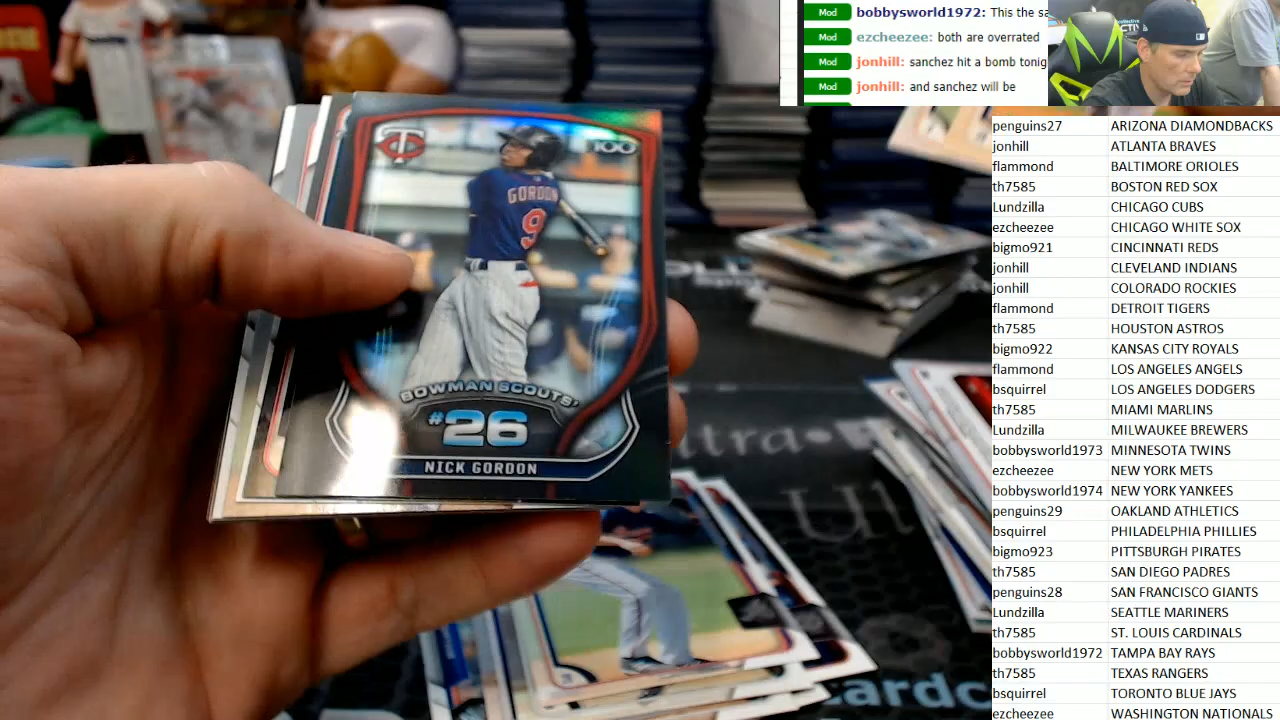 Mod bobbysworld1972: This the sa
Mod ezcheezee: both are overrated
Mod jonhill: sanchez hit a bomb tonig
Mod jonhill: and sanchez will be
penguins27 ARIZONA DIAMONDBACKS
jonhill ATLANTA BRAVES
flammond BALTIMORE ORIOLES
th7585 BOSTON RED SOX
Lundzilla CHICAGO CUBS
ezcheezee CHICAGO WHITE SOX
bigmo921 CINCINNATI REDS
jonhill CLEVELAND INDIANS
jonhill COLORADO ROCKIES
flammond DETROIT TIGERS
th7585 HOUSTON ASTROS
bigmo922 KANSAS CITY ROYALS
flammond LOS ANGELES ANGELS
bsquirrel LOS ANGELES DODGERS
th7585 MIAMI MARLINS
Lundzilla MILWAUKEE BREWERS
bobbysworld1973 MINNESOTA TWINS
ezcheezee NEW YORK METS
bobbysworld1974 NEW YORK YANKEES
penguins29 OAKLAND ATHLETICS
bsquirrel PHILADELPHIA PHILLIES
bigmo923 PITTSBURGH PIRATES
th7585 SAN DIEGO PADRES
penguins28 SAN FRANCISCO GIANTS
Lundzilla SEATTLE MARINERS
th7585 ST. LOUIS CARDINALS
bobbysworld1972 TAMPA BAY RAYS
th7585 TEXAS RANGERS
bsquirrel TORONTO BLUE JAYS
ezcheezee WASHINGTON NATIONALS
TC
100
GORDON
9
BOWMAN SCOUTS'
#26
NICK GORDON
ltra
Ul
cardc